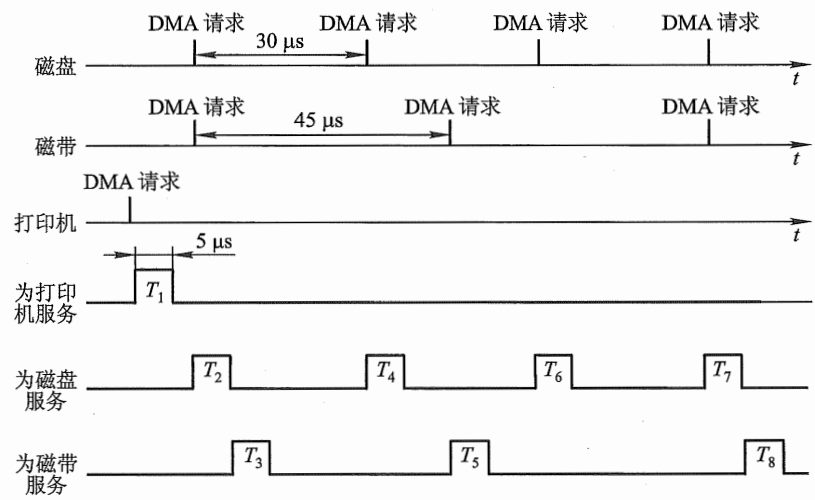 DMA 请求 DMA 请求 DMA 请求 DMA 请求
30 μs
磁盘
t
DMA 请求 DMA 请求 DMA 请求
45 μs
磁带
t
DMA 请求
打印机
t
5 μs
为打印
机服务
T1
为磁盘
服务
T2 T4 T6 T7
为磁带
服务
T3 T5 T8